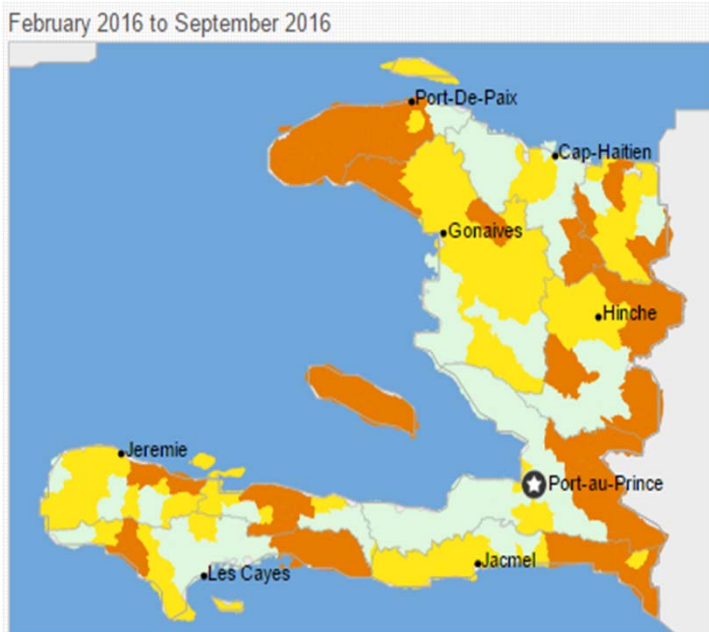 February 2016 to September 2016
Port-De-Paix
Cap-Haitien
Gonaives
Hinche
Jeremie
Port-au-Prince
Jacmel
Les Cayes